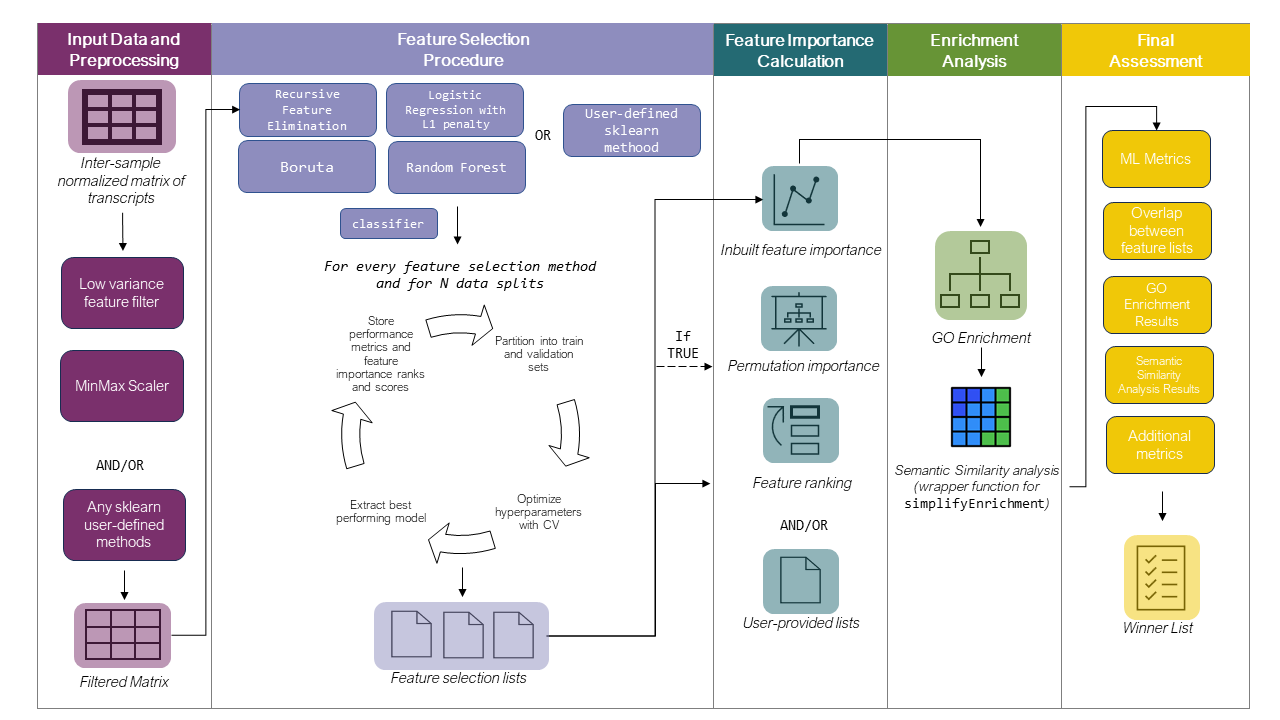 Input Data and
Preprocessing
Feature Selection
Procedure
Feature Importance
Calculation
Enrichment
Analysis
Final
Assessment
Inter-sample
normalized matrix of
transcripts
Low variance
feature filter
MinMax Scaler
AND/OR
Any sklearn
user-defined
methods
Filtered Matrix
Recursive
Feature
Elimination
Logistic
Regression with
L1 penalty
Boruta
Random Forest
OR
User-defined
sklearn
methood
classifier
For every feature selection method
and for N data splits
Store
performance
metrics and
feature
importance ranks
and scores
Partition into train
and validation
sets
Optimize
hyperparameters
with CV
Extract best
performing model
Feature selection lists
If
TRUE
Inbuilt feature importance
Permutation importance
Feature ranking
AND/OR
User-provided lists
GO Enrichment
Semantic Similarity analysis
(wrapper function for
simplifyEnrichment)
ML Metrics
Overlap
between
feature lists
GO
Enrichment
Results
Semantic
Similarity
Analysis Results
Additional
metrics
Winner List